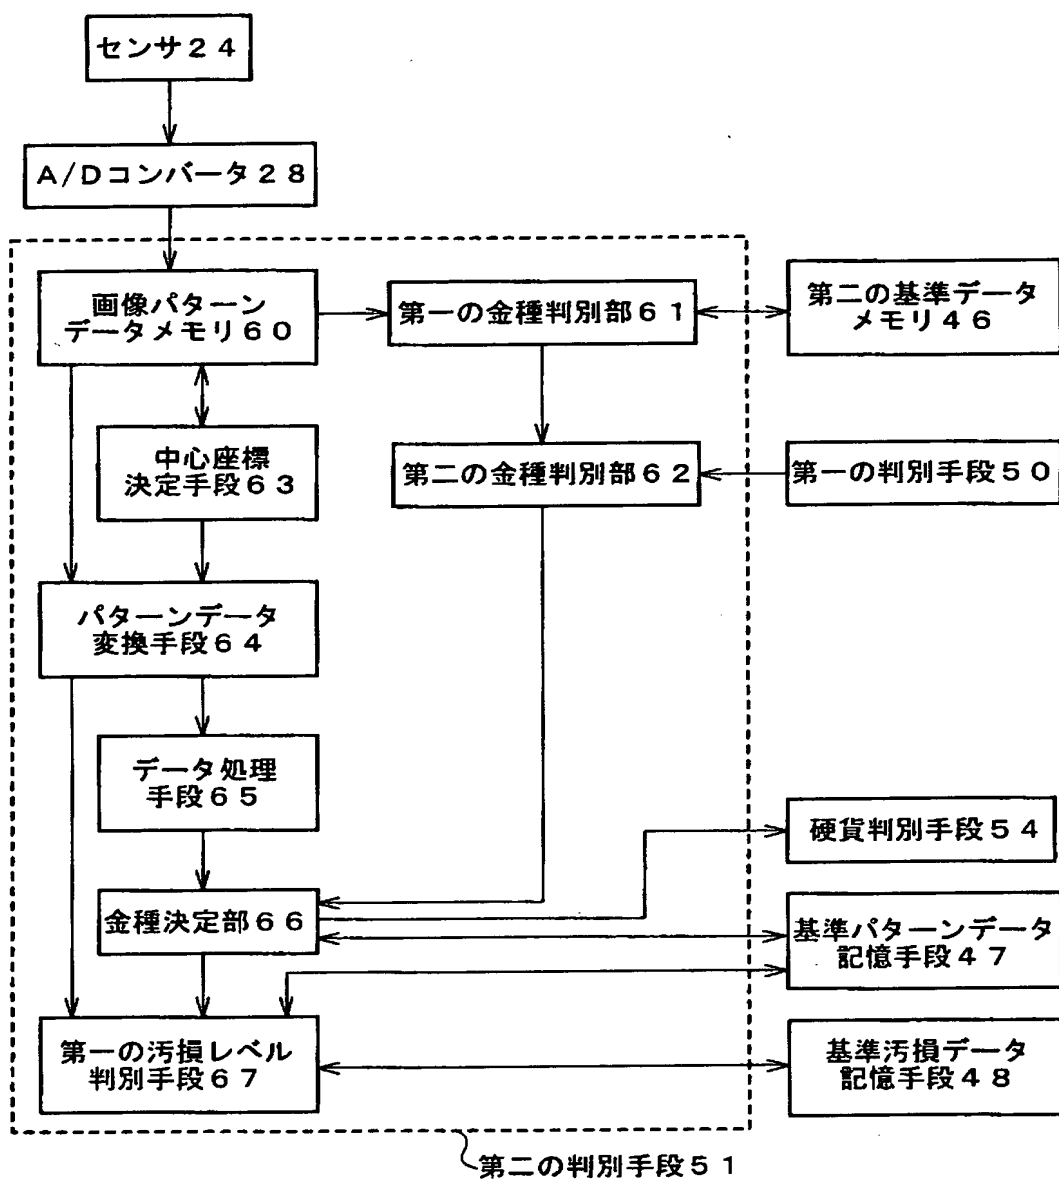 センサ２４
A/Dコンバータ２８
画像パターン
データメモリ６０
第一の金種判別部６１
第二の基準データ
メモリ４６
中心座標
決定手段６３
第二の金種判別部６２
第一の判別手段５０
パターンデータ
変換手段６４
データ処理
手段６５
硬貨判別手段５４
金種決定部６６
基準パターンデータ
記憶手段４７
第一の汚損レベル
判別手段６７
基準汚損データ
記憶手段４８
第二の判別手段５１